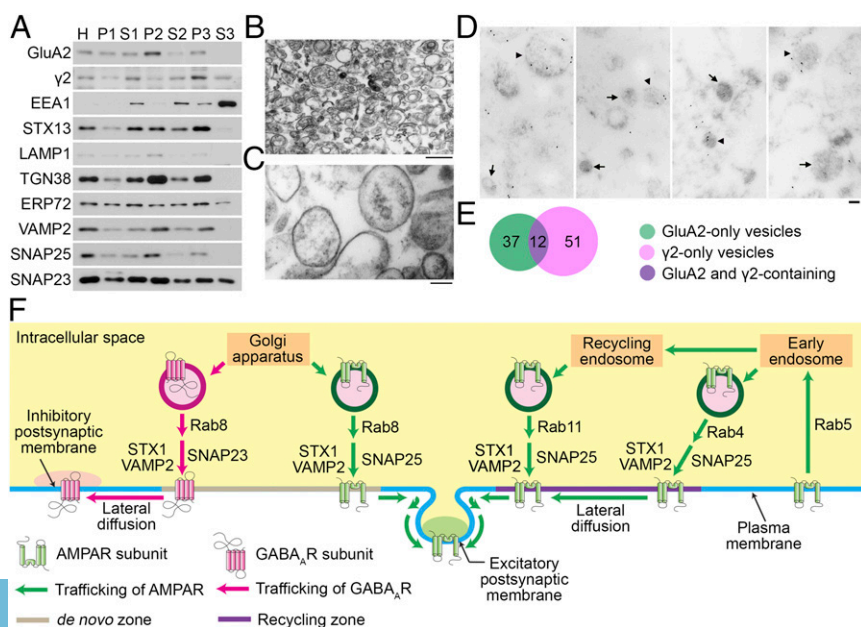 A
H P1 S1 P2 S2 P3 S3
GluA2
γ2
EEA1
STX13
LAMP1
TGN38
ERP72
VAMP2
SNAP25
SNAP23
B
C
D
E
37 12 51
GluA2-only vesicles
γ2-only vesicles
GluA2 and γ2-containing
F
Intracellular space
Golgi
apparatus
Recycling
endosome
Early
endosome
Inhibitory
postsynaptic
membrane
Rab8
STX1
VAMP2
SNAP23
Rab8
STX1
VAMP2
SNAP25
Rab11
STX1
VAMP2
SNAP25
Rab4
STX1
VAMP2
SNAP25
Rab5
Lateral
diffusion
Lateral
diffusion
Plasma
membrane
Excitatory
postsynaptic
membrane
AMPAR subunit
GABAAR subunit
Trafficking of AMPAR
Trafficking of GABAAR
de novo zone
Recycling zone